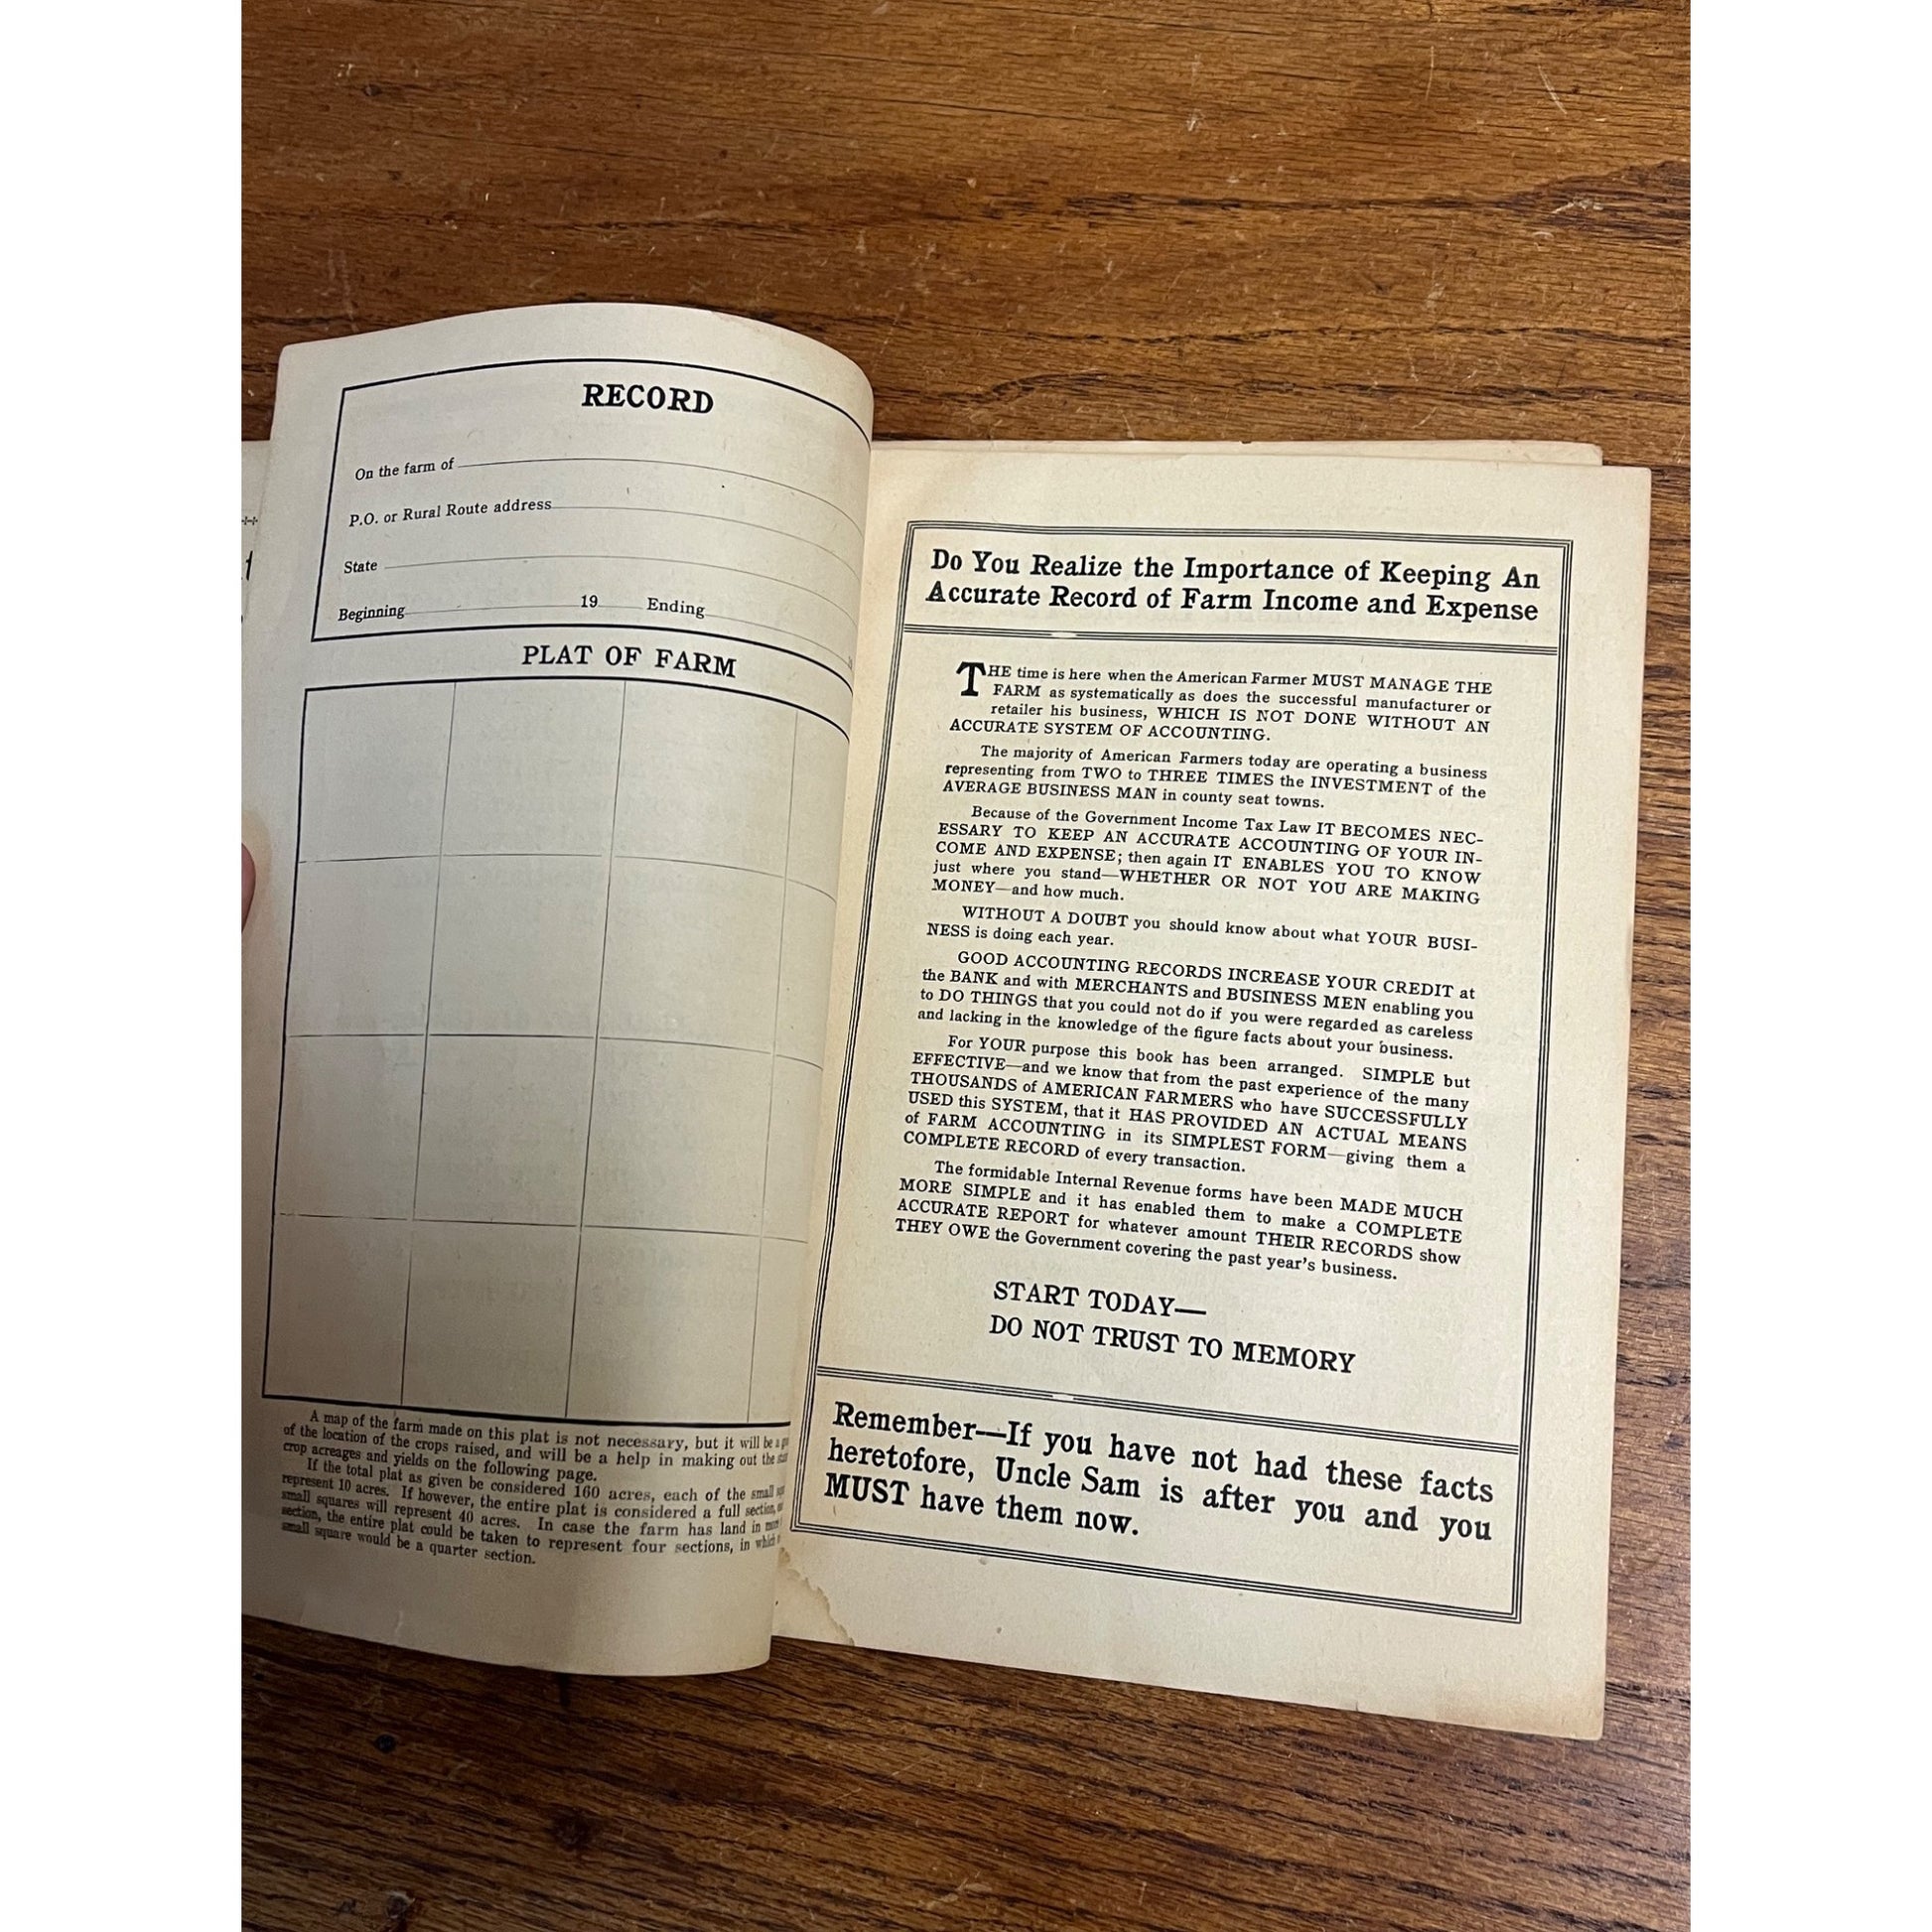 RECORD
On the farm of
P.O. or Rural Route address
State
Beginning 19 Ending
PLAT OF FARM
A map of the farm made on this plat is not necessary, but it will be a
of the location of the crops raised, and will be a help in making out the
crop acreages and yields on the following page.
If the total plat as given be considered 160 acres, each of the small
represent 10 acres. If however, the entire plat is considered a full section,
small squares will represent 40 acres. In case the farm has land in
section, the entire plat could be taken to represent four sections, in which
small square would be a quarter section.
Do You Realize the Importance of Keeping An
Accurate Record of Farm Income and Expense
THE time is here when the American Farmer MUST MANAGE THE
FARM as systematically as does the successful manufacturer or
retailer his business, WHICH IS NOT DONE WITHOUT AN
ACCURATE SYSTEM OF ACCOUNTING.
The majority of American Farmers today are operating a business
representing from TWO to THREE TIMES the INVESTMENT of the
AVERAGE BUSINESS MAN in county seat towns.
Because of the Government Income Tax Law IT BECOMES NEC-
ESSARY TO KEEP AN ACCURATE ACCOUNTING OF YOUR IN-
COME AND EXPENSE; then again IT ENABLES YOU TO KNOW
just where you stand—WHETHER OR NOT YOU ARE MAKING
MONEY—and how much.
WITHOUT A DOUBT you should know about what YOUR BUSI-
NESS is doing each year.
GOOD ACCOUNTING RECORDS INCREASE YOUR CREDIT at
the BANK and with MERCHANTS and BUSINESS MEN enabling you
to DO THINGS that you could not do if you were regarded as careless
and lacking in the knowledge of the figure facts about your business.
For YOUR purpose this book has been arranged. SIMPLE but
EFFECTIVE—and we know that from the past experience of the many
THOUSANDS of AMERICAN FARMERS who have SUCCESSFULLY
USED this SYSTEM, that it HAS PROVIDED AN ACTUAL MEANS
of FARM ACCOUNTING in its SIMPLEST FORM—giving them a
COMPLETE RECORD of every transaction.
The formidable Internal Revenue forms have been MADE MUCH
MORE SIMPLE and it has enabled them to make a COMPLETE
ACCURATE REPORT for whatever amount THEIR RECORDS show
THEY OWE the Government covering the past year's business.
START TODAY—
DO NOT TRUST TO MEMORY
Remember—If you have not had these facts
heretofore, Uncle Sam is after you and you
MUST have them now.